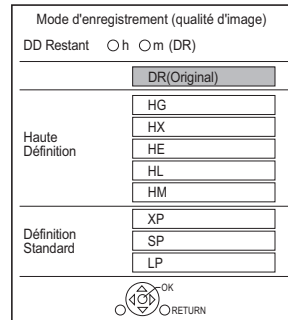 Mode d'enregistrement (qualité d'image)
DD Restant ○h ○m (DR)
DR(Original)
Haute Définition
HG
HX
HE
HL
HM
Définition Standard
XP
SP
LP
OK
RETURN